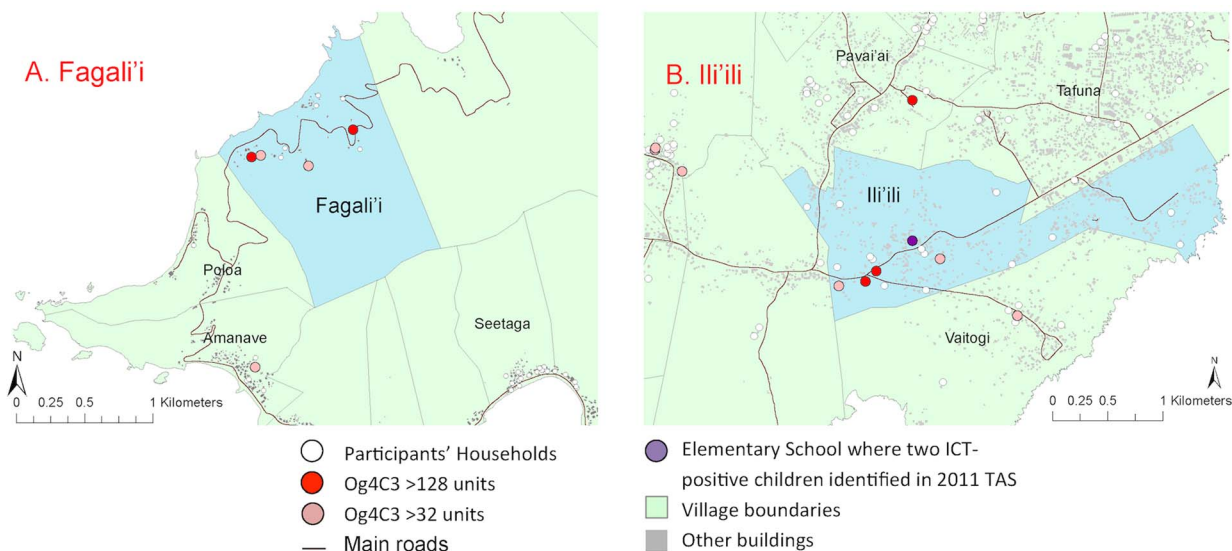 A. Fagali'i
Fagali'i
Poloa
Amanave
Seetaga
N
0 0.25 0.5 1 Kilometers
B. Ili'ili
Pavai'ai
Tafuna
Ili'ili
Vaitogi
N
0 0.25 0.5 1 Kilometers
Participants' Households
Og4C3 >128 units
Og4C3 >32 units
Main roads
Elementary School where two ICT-
positive children identified in 2011 TAS
Village boundaries
Other buildings